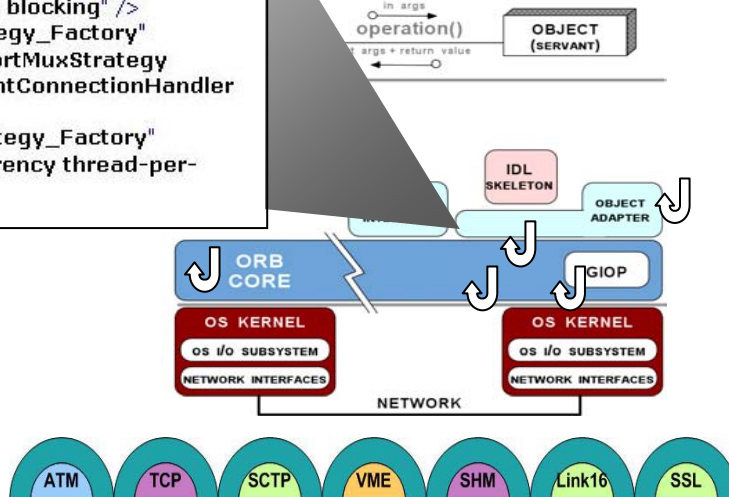 blocking" />
egy_Factory"
ortMuxStrategy
ntConnectionHandler
tegy_Factory"
rency thread-per-
in args
operation()
args + return value
OBJECT
(SERVANT)
IDL
SKELETON
OBJECT
ADAPTER
ORB
CORE
GIOP
OS KERNEL
OS I/O SUBSYSTEM
NETWORK INTERFACES
OS KERNEL
OS I/O SUBSYSTEM
NETWORK INTERFACES
NETWORK
ATM
TCP
SCTP
VME
SHM
Link16
SSL